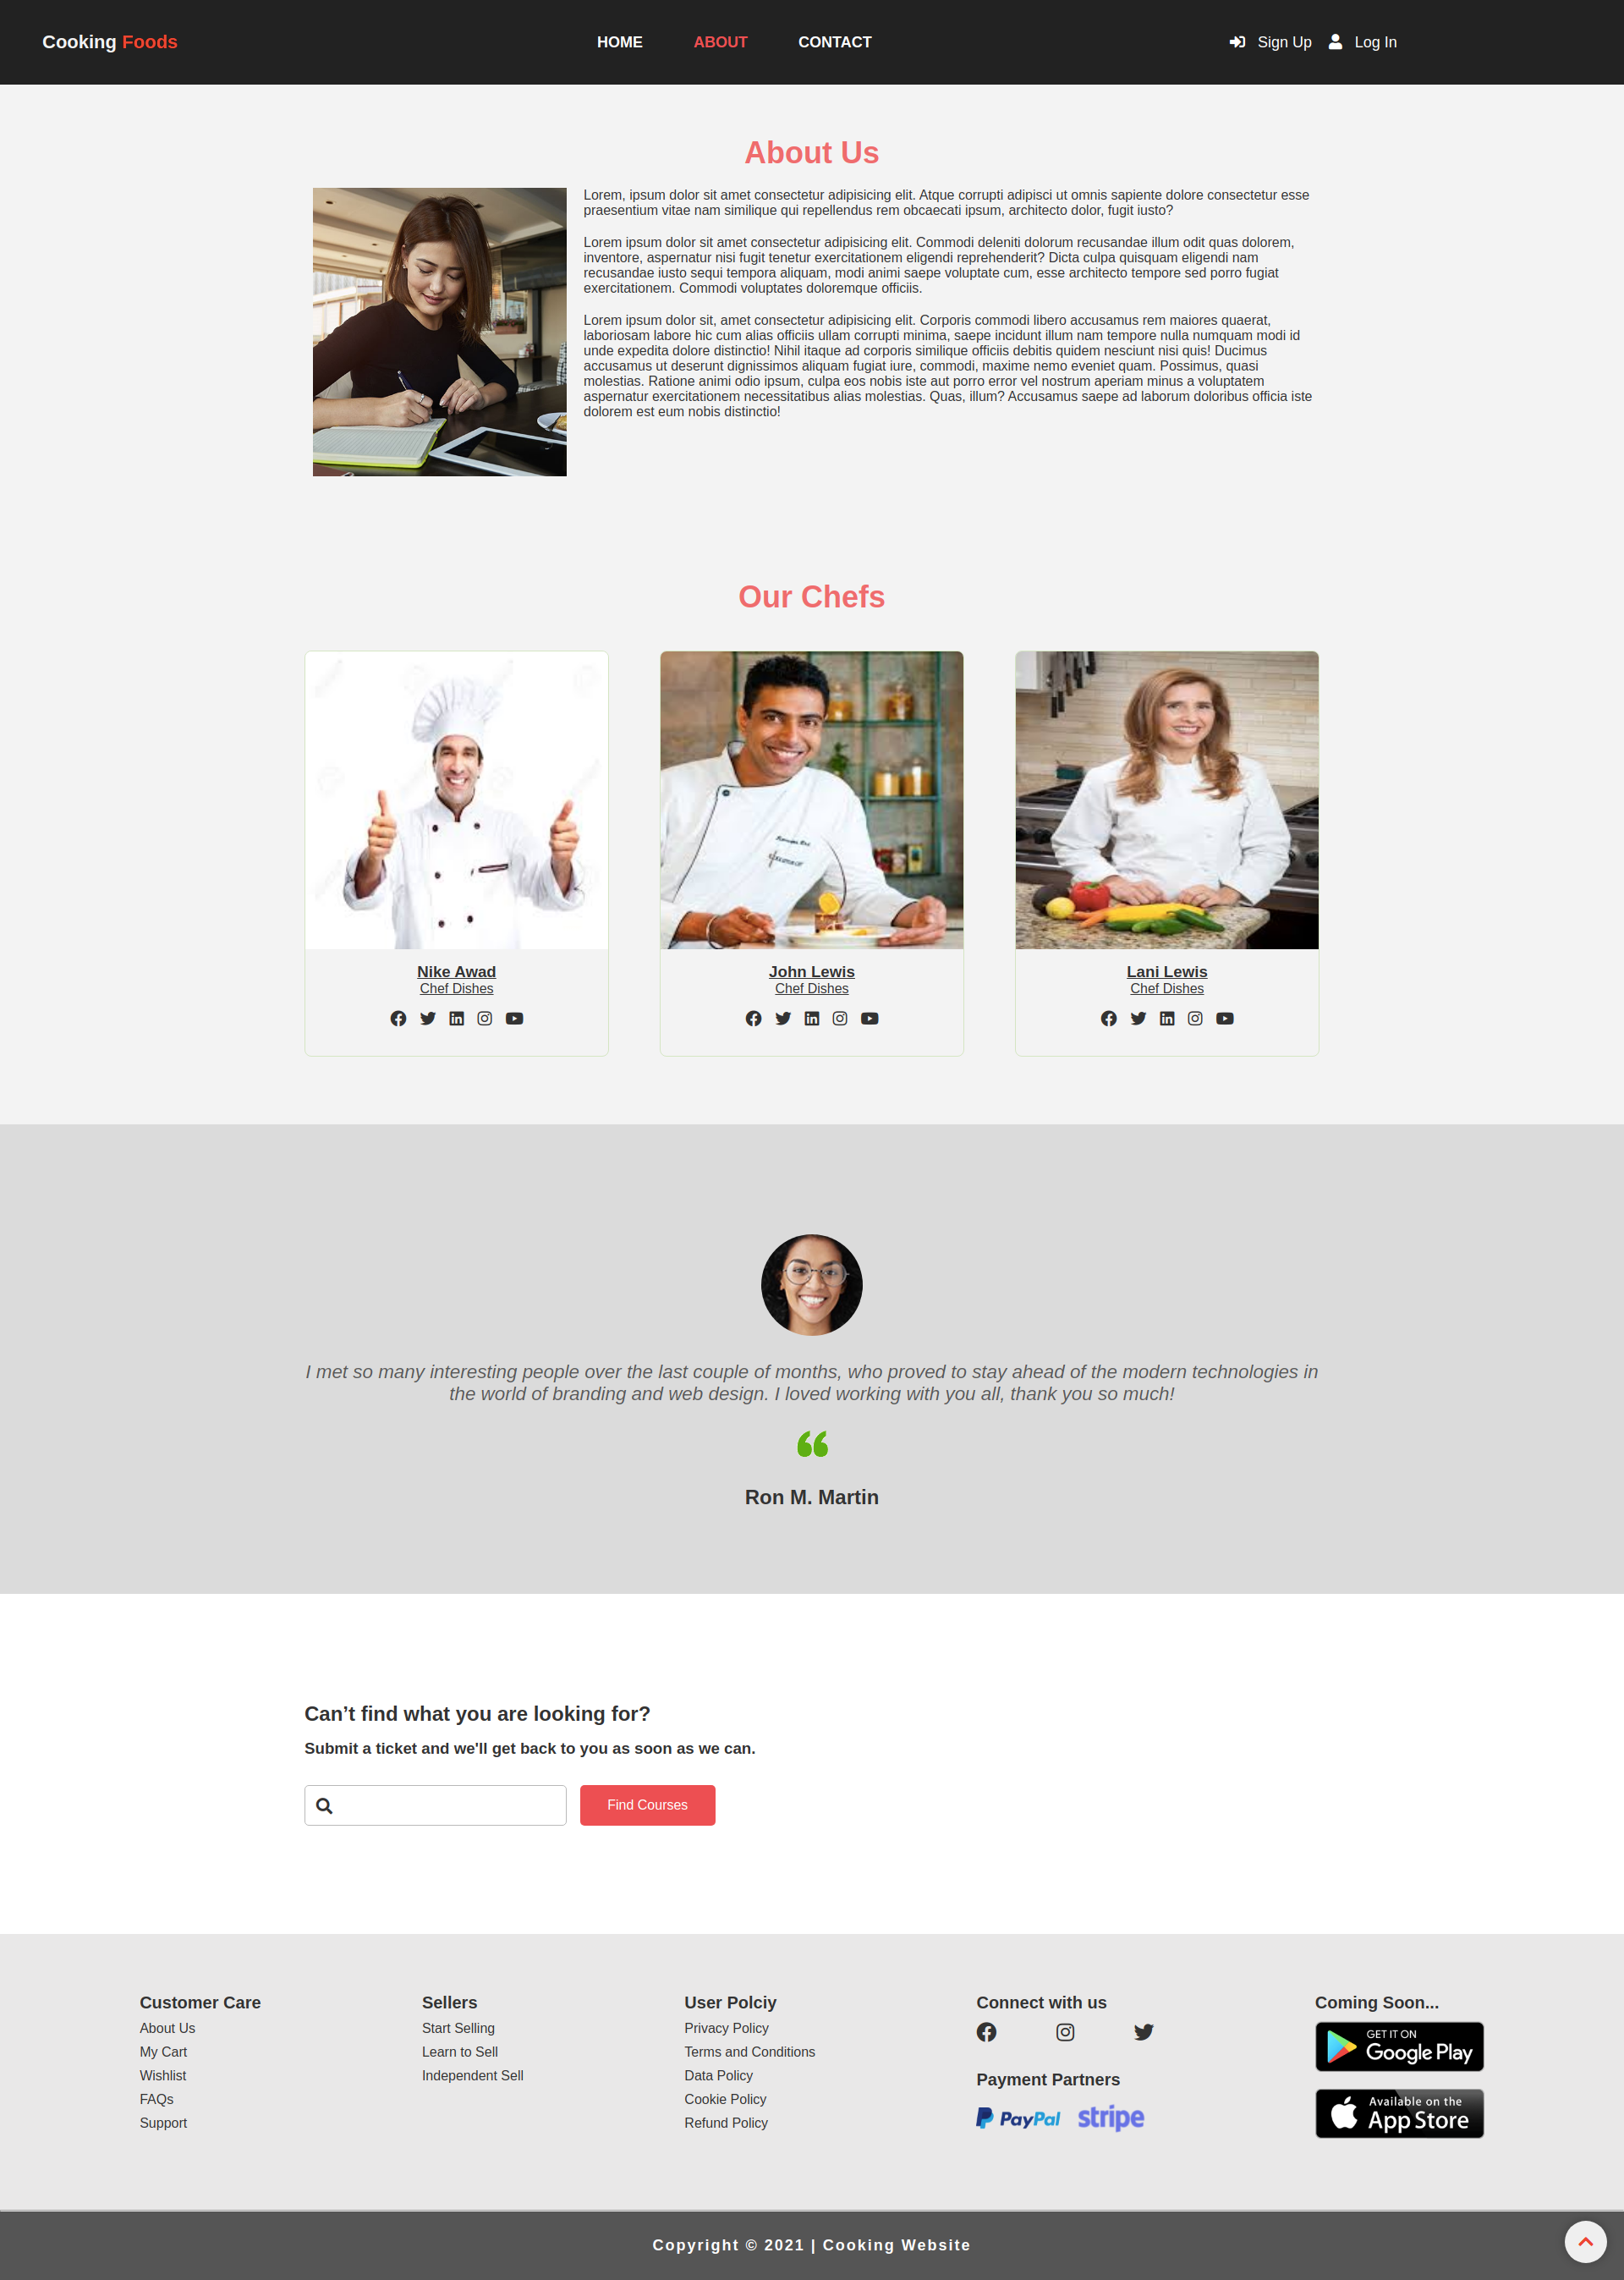 Cooking Foods
HOME
ABOUT
CONTACT
Sign Up
Log In
About Us
Lorem, ipsum dolor sit amet consectetur adipisicing elit. Atque corrupti adipisci ut omnis sapiente dolore consectetur esse
praesentium vitae nam similique qui repellendus rem obcaecati ipsum, architecto dolor, fugit iusto?
Lorem ipsum dolor sit amet consectetur adipisicing elit. Commodi deleniti dolorum recusandae illum odit quas dolorem,
inventore, aspernatur nisi fugit tenetur exercitationem eligendi reprehenderit? Dicta culpa quisquam eligendi nam
recusandae iusto sequi tempora aliquam, modi animi saepe voluptate cum, esse architecto tempore sed porro fugiat
exercitationem. Commodi voluptates doloremque officiis.
Lorem ipsum dolor sit, amet consectetur adipisicing elit. Corporis commodi libero accusamus rem maiores quaerat,
laboriosam labore hic cum alias officiis ullam corrupti minima, saepe incidunt illum nam tempore nulla numquam modi id
unde expedita dolore distinctio! Nihil itaque ad corporis similique officiis debitis quidem nesciunt nisi quis! Ducimus
accusamus ut deserunt dignissimos aliquam fugiat iure, commodi, maxime nemo eveniet quam. Possimus, quasi
molestias. Ratione animi odio ipsum, culpa eos nobis iste aut porro error vel nostrum aperiam minus a voluptatem
aspernatur exercitationem necessitatibus alias molestias. Quas, illum? Accusamus saepe ad laborum doloribus officia iste
dolorem est eum nobis distinctio!
Our Chefs
Nike Awad
Chef Dishes
John Lewis
Chef Dishes
Lani Lewis
Chef Dishes
I met so many interesting people over the last couple of months, who proved to stay ahead of the modern technologies in
the world of branding and web design. I loved working with you all, thank you so much!
Ron M. Martin
Can’t find what you are looking for?
Submit a ticket and we'll get back to you as soon as we can.
Find Courses
Customer Care
About Us
My Cart
Wishlist
FAQs
Support
Sellers
Start Selling
Learn to Sell
Independent Sell
User Polciy
Privacy Policy
Terms and Conditions
Data Policy
Cookie Policy
Refund Policy
Connect with us
Payment Partners
PayPal
stripe
Coming Soon...
GET IT ON
Google Play
Available on the
App Store
Copyright © 2021 | Cooking Website